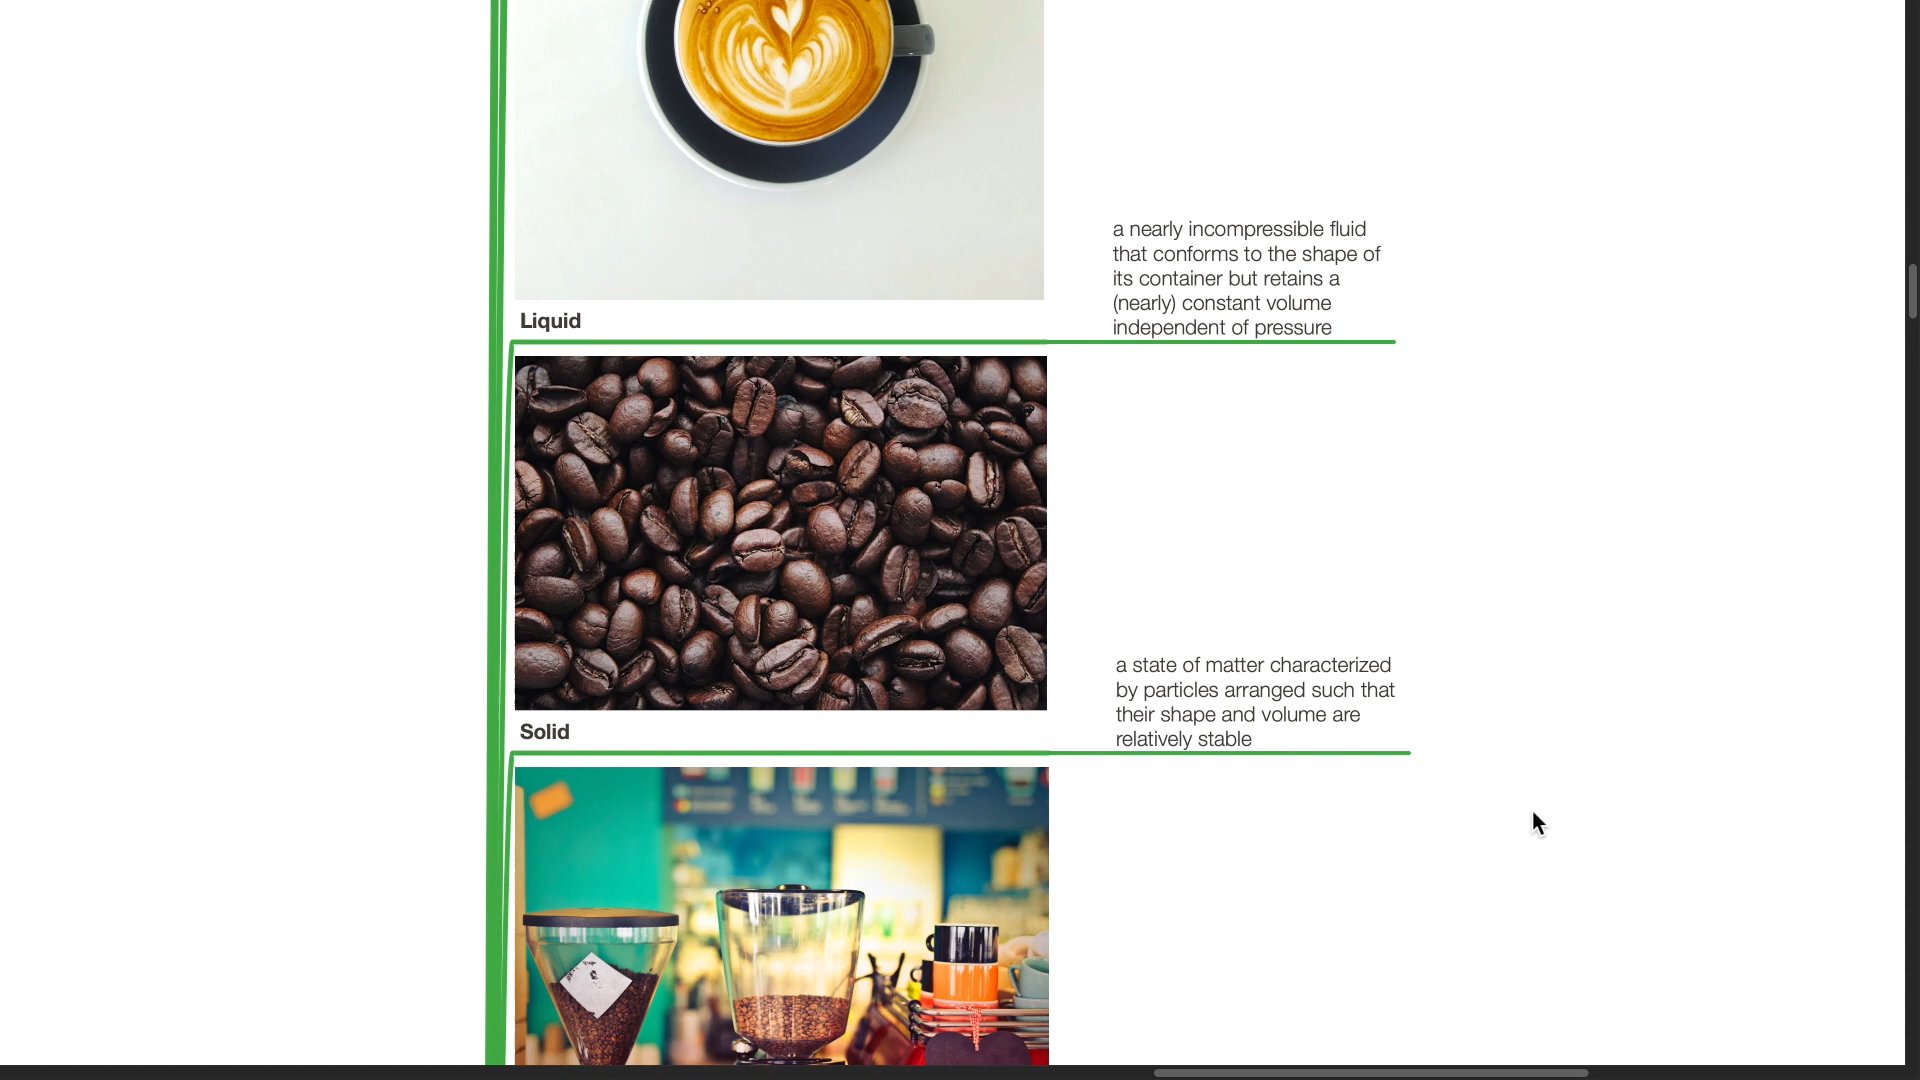 a nearly incompressible fluid
that conforms to the shape of
its container but retains a
(nearly) constant volume
independent of pressure
Liquid
a state of matter characterized
by particles arranged such that
their shape and volume are
relatively stable
Solid